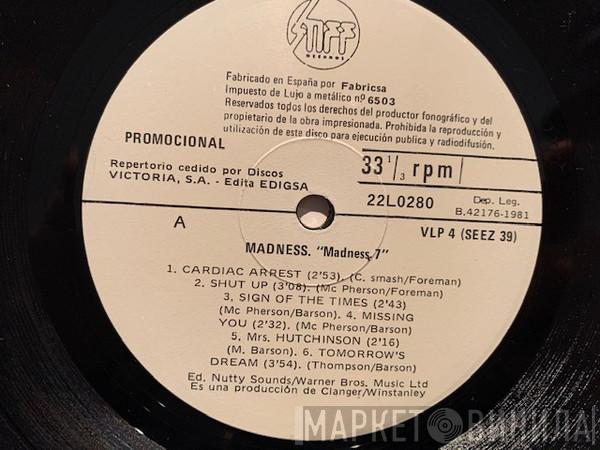 STIFF
RECORDS
Fabricado en España por Fabricsa
Impuesto de Lujo a metálico nº 6503
Reservados todos los derechos del productor fonográfico y del
propietario de la obra impresionada. Prohibida la reproducción y
utilización de este disco para ejecución publica y radiodifusión.
PROMOCIONAL
33 1/3 rpm
Repertorio cedido por Discos
VICTORIA, S.A. - Edita EDIGSA
22L0280
Dep. Leg.
B.42176-1981
A
VLP 4 (SEEZ 39)
MADNESS. "Madness 7"
1. CARDIAC ARREST (2'53). (C. smash/Foreman)
2. SHUT UP (3'08). (Mc Pherson/Foreman)
3. SIGN OF THE TIMES (2'43)
(Mc Pherson/Barson) 4. MISSING
YOU (2'32). (Mc Pherson/Barson)
5. Mrs. HUTCHINSON (2'16)
(M. Barson) 6. TOMORROW'S
DREAM (3'54). (Thompson/Barson)
Ed. Nutty Sounds/Warner Bros. Music Ltd
Es una producción de Clanger/Winstanley
МАРКЕТ ВИНИЛА